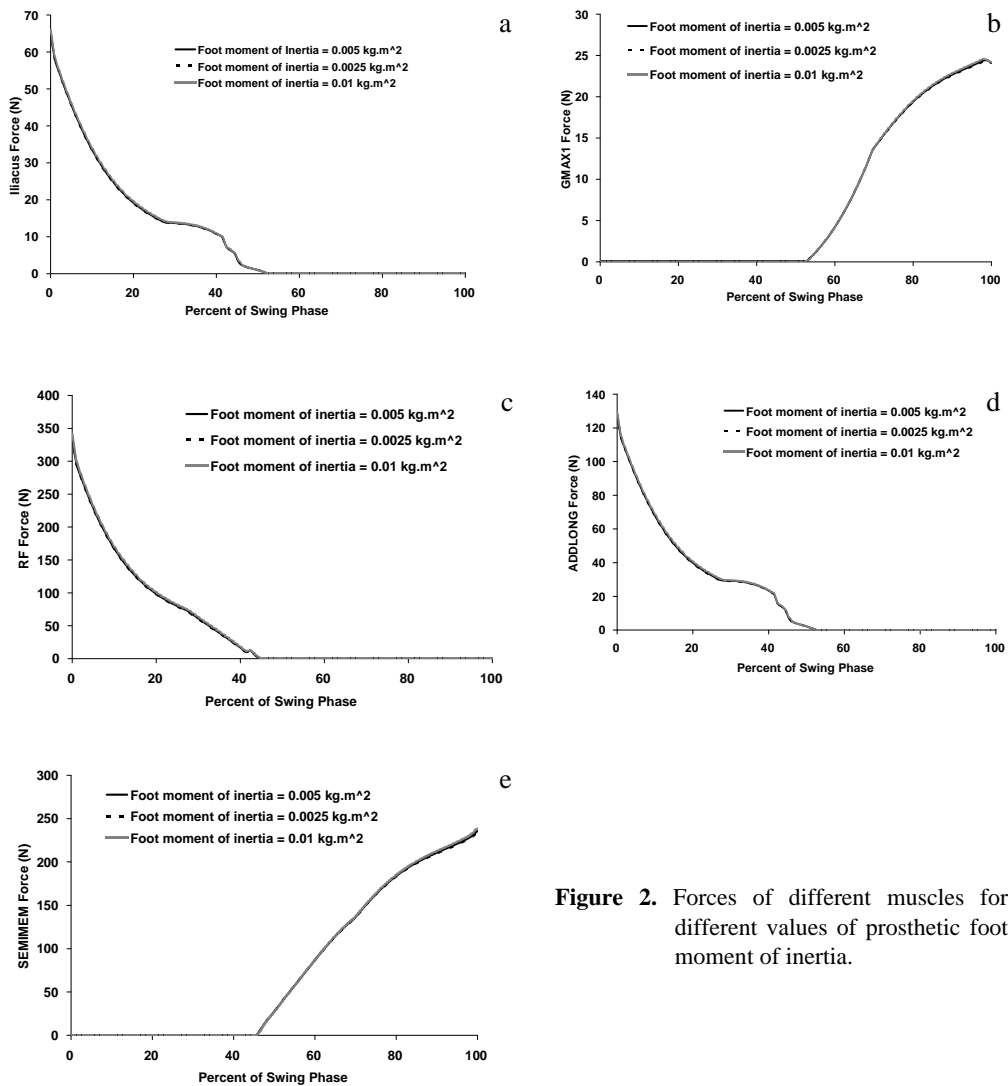 a
70
60
50
40
30
20
10
0
Iliacus Force (N)
Foot moment of Inertia = 0.005 kg.m^2
Foot moment of inertia = 0.0025 kg.m^2
Foot moment of inertia = 0.01 kg.m^2
0 20 40 60 80 100
Percent of Swing Phase
b
30
25
20
15
10
5
0
GMAX1 Force (N)
Foot moment of inertia = 0.005 kg.m^2
Foot moment of inertia = 0.0025 kg.m^2
Foot moment of inertia = 0.01 kg.m^2
0 20 40 60 80 100
Percent of Swing Phase
c
400
350
300
250
200
150
100
50
0
RF Force (N)
Foot moment of inertia = 0.005 kg.m^2
Foot moment of inertia = 0.0025 kg.m^2
Foot moment of inertia = 0.01 kg.m^2
0 20 40 60 80 100
Percent of Swing Phase
d
140
120
100
80
60
40
20
0
ADDLONG Force (N)
Foot moment of inertia = 0.005 kg.m^2
Foot moment of inertia = 0.0025 kg.m^2
Foot moment of inertia = 0.01 kg.m^2
0 20 40 60 80 100
Percent of Swing Phase
e
300
250
200
150
100
50
0
SEMIMEM Force (N)
Foot moment of inertia = 0.005 kg.m^2
Foot moment of inertia = 0.0025 kg.m^2
Foot moment of inertia = 0.01 kg.m^2
0 20 40 60 80 100
Percent of Swing Phase
Figure 2. Forces of different muscles for
different values of prosthetic foot
moment of inertia.